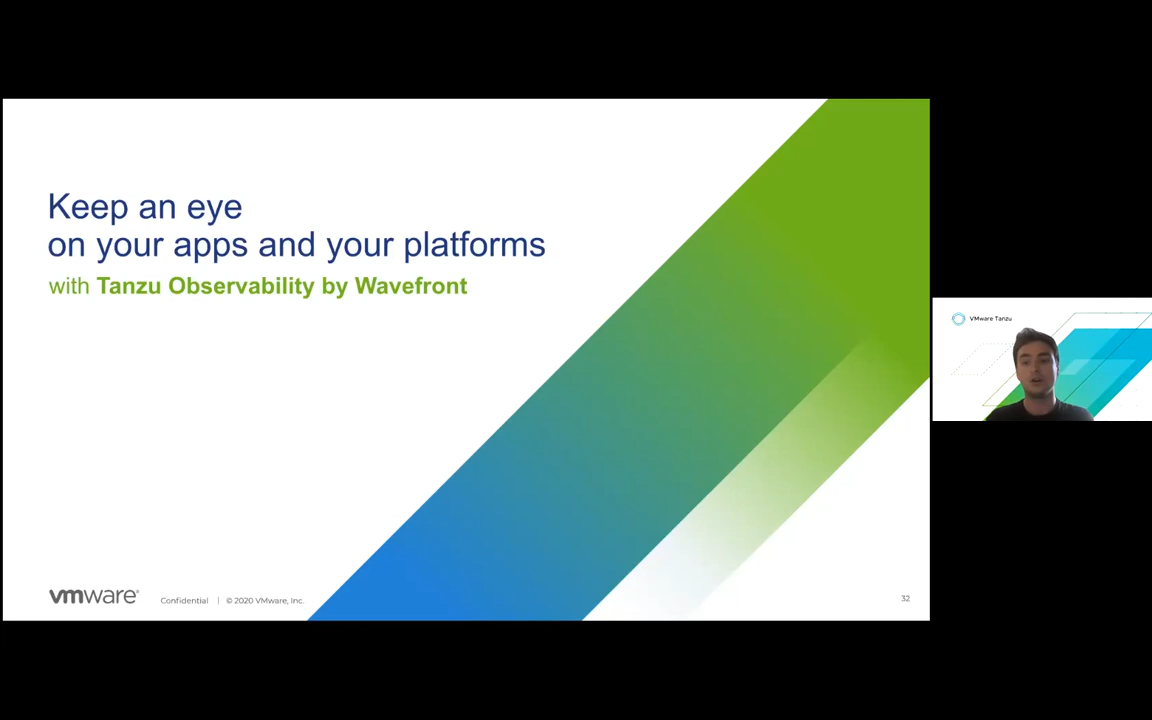 Keep an eye
on your apps and your platforms
with Tanzu Observability by Wavefront
vmware®
Confidential | © 2020 VMware, Inc.
32
VMware Tanzu